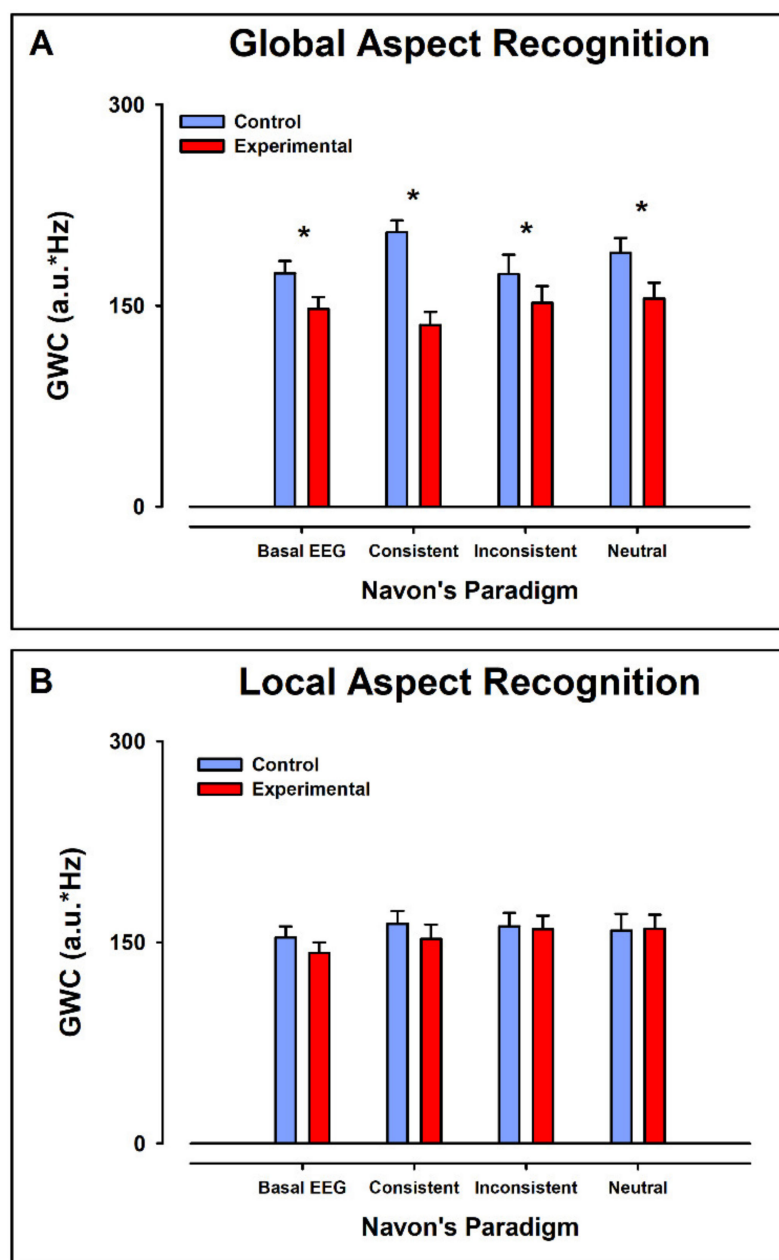 A
Global Aspect Recognition
300
Control
Experimental
*
*
*
*
GWC (a.u.*Hz)
150
0
Basal EEG Consistent Inconsistent Neutral
Navon's Paradigm
B
Local Aspect Recognition
300
Control
Experimental
GWC (a.u.*Hz)
150
0
Basal EEG Consistent Inconsistent Neutral
Navon's Paradigm